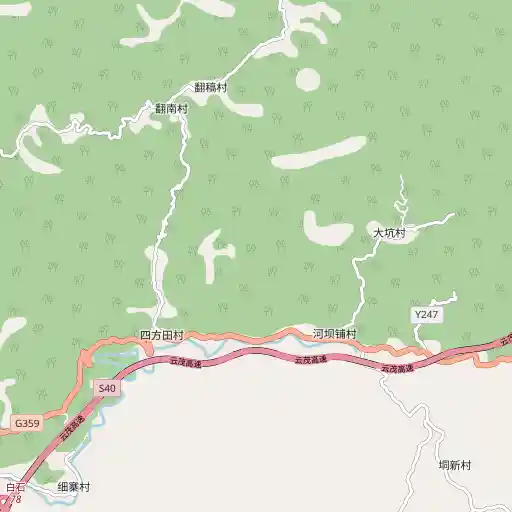 翻稿村
翻南村
大坑村
Y247
四方田村
河坝铺村
云茂高速
云茂高速
云茂高速
S40
G359
云茂高速
垌新村
白石
78
细寨村